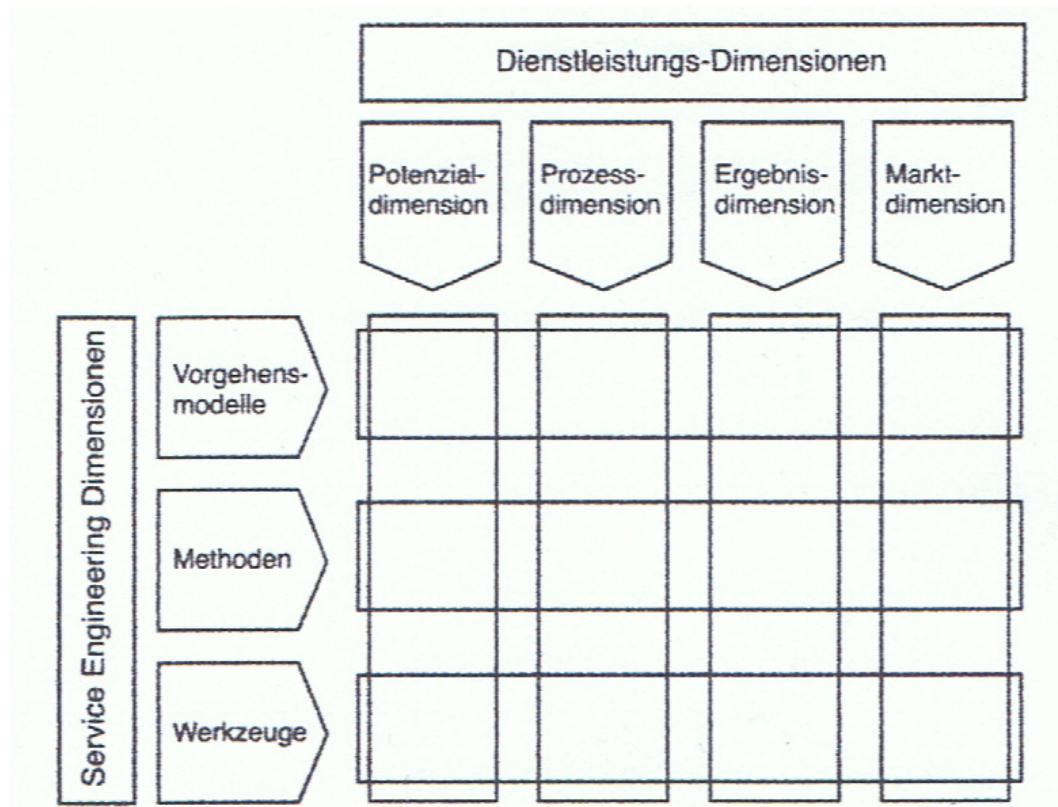 Dienstleistungs-Dimensionen
Potenzial-
dimension
Prozess-
dimension
Ergebnis-
dimension
Markt-
dimension
Service Engineering Dimensionen
Vorgehens-
modelle
Methoden
Werkzeuge